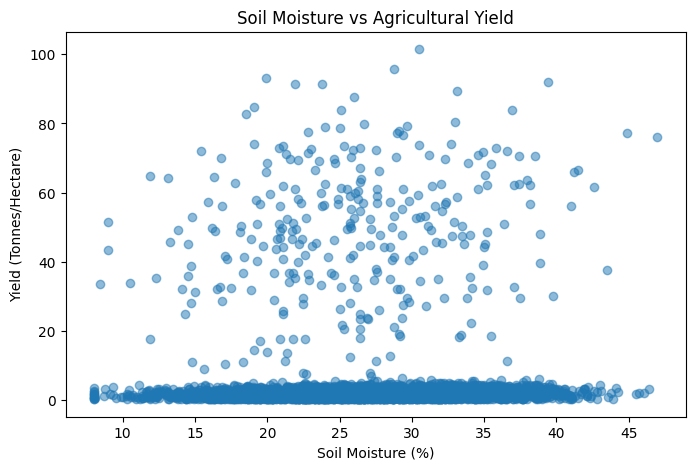 Soil Moisture vs Agricultural Yield
Yield (Tonnes/Hectare)
100
80
60
40
20
0
10 15 20 25 30 35 40 45
Soil Moisture (%)